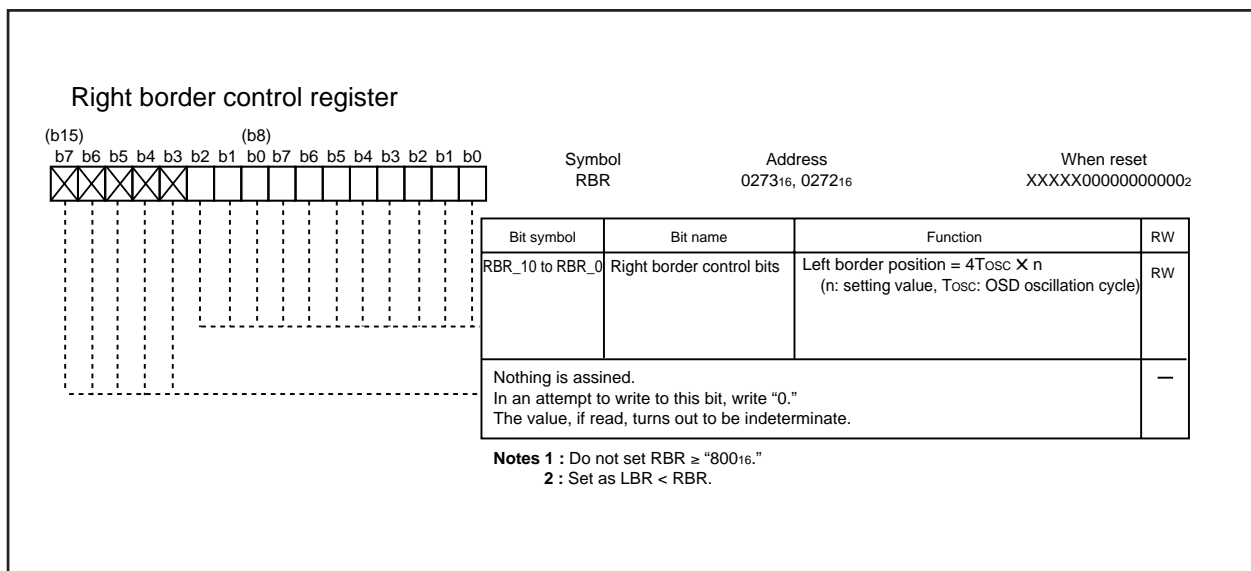 Right border control register
(b15) (b8)
b7 b6 b5 b4 b3 b2 b1 b0 b7 b6 b5 b4 b3 b2 b1 b0
Symbol Address When reset
RBR 027316, 027216 XXXXX000000000002
Bit symbol Bit name Function RW
RBR_10 to RBR_0 Right border control bits Left border position = 4TOSC X n RW
(n: setting value, TOSC: OSD oscillation cycle)
Nothing is assined. —
In an attempt to write to this bit, write “0.”
The value, if read, turns out to be indeterminate.
Notes 1 : Do not set RBR ≥ “80016.”
2 : Set as LBR < RBR.